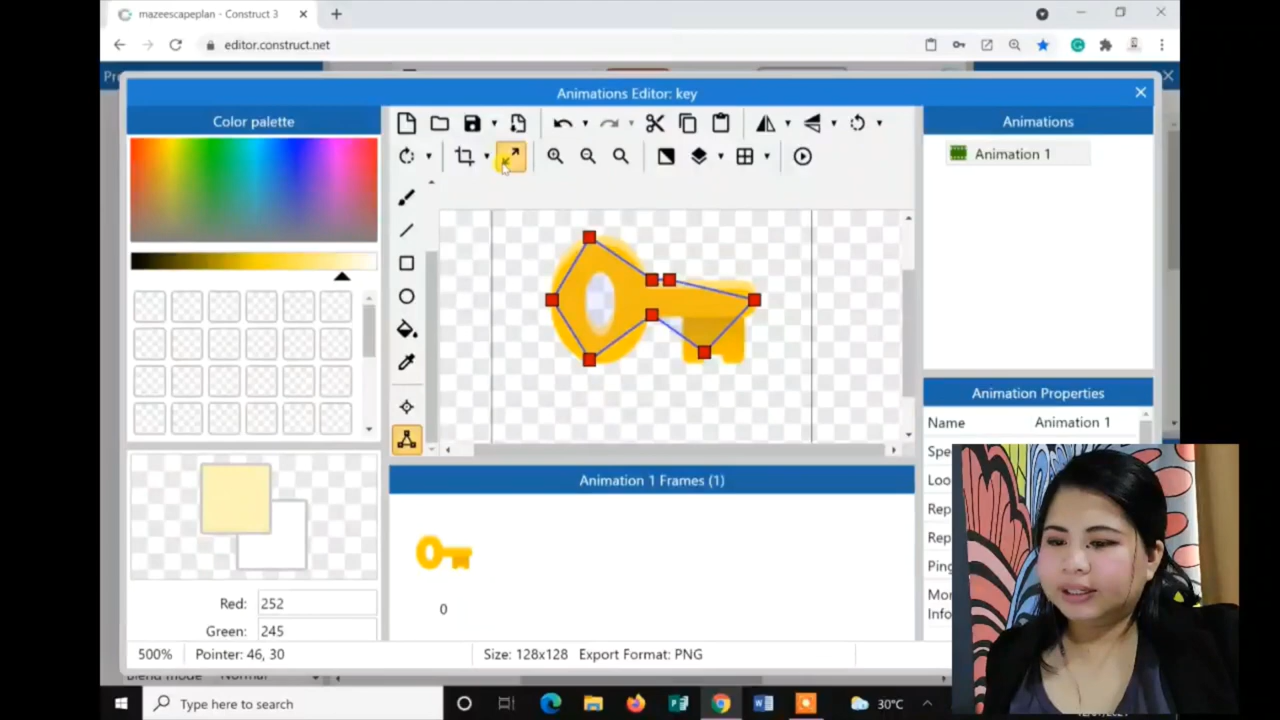 mazeescapeplan - Construct 3
editor.construct.net
Animations Editor: key
Color palette
Animations
Animation 1
Animation Properties
Name Animation 1
Animation 1 Frames (1)
0
Red: 252
Green: 245
500% Pointer: 46, 30 Size: 128x128 Export Format: PNG
Type here to search
30°C